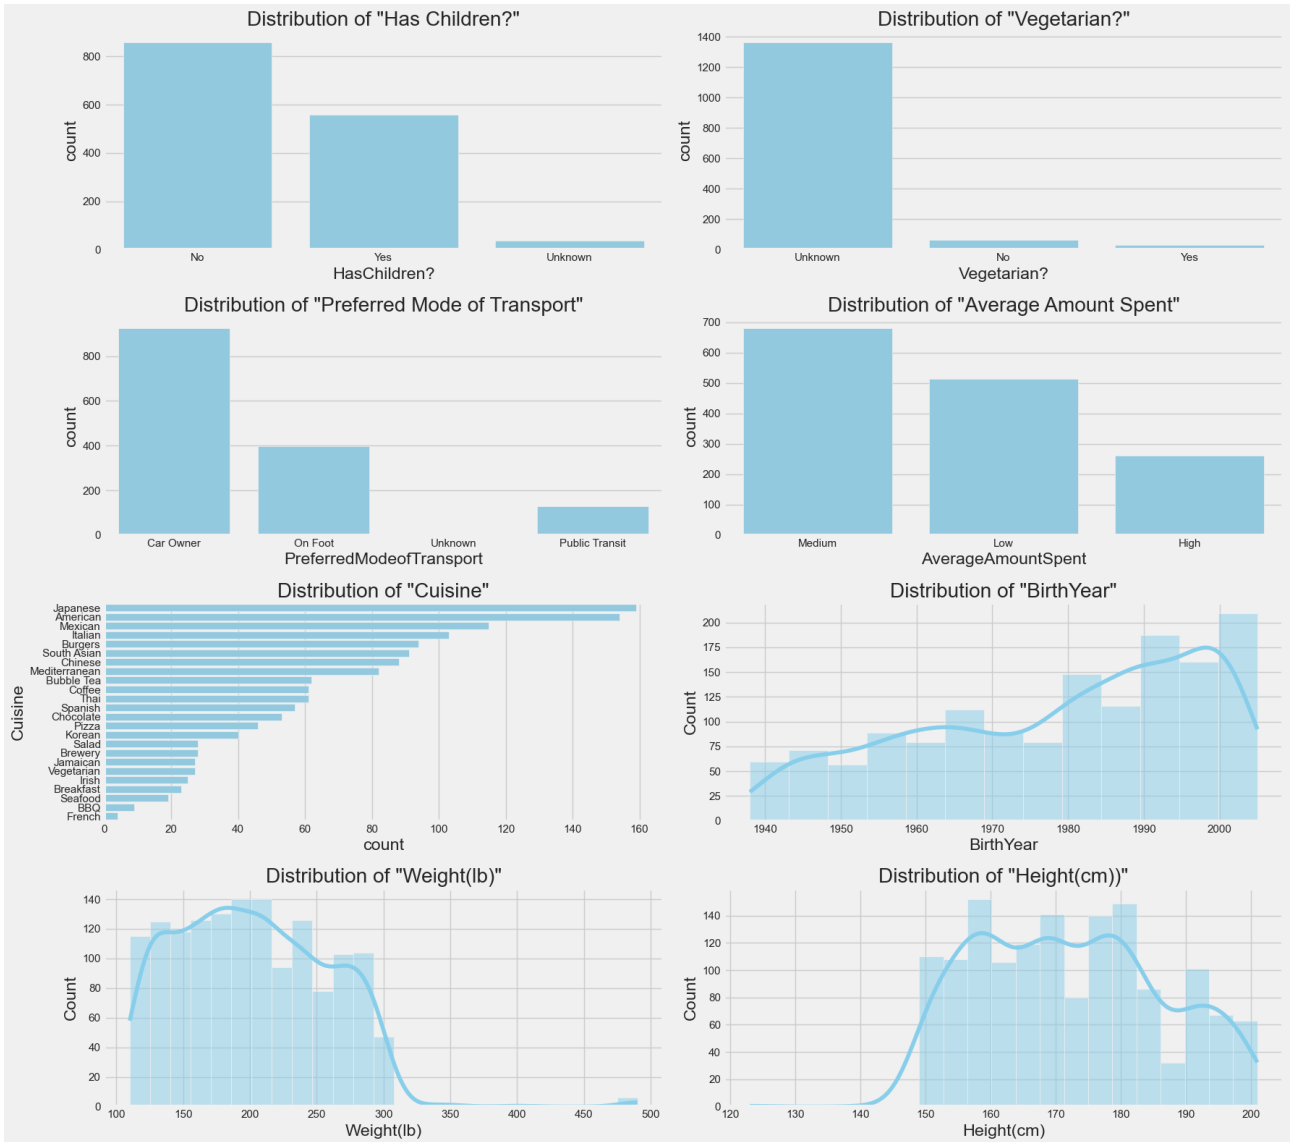 Distribution of "Has Children?"
count
800
600
400
200
0
No Yes Unknown
HasChildren?
Distribution of "Vegetarian?"
count
1400
1200
1000
800
600
400
200
0
Unknown No Yes
Vegetarian?
Distribution of "Preferred Mode of Transport"
count
800
600
400
200
0
Car Owner On Foot Unknown Public Transit
PreferredModeofTransport
Distribution of "Average Amount Spent"
count
700
600
500
400
300
200
100
0
Medium Low High
AverageAmountSpent
Distribution of "Cuisine"
Cuisine
Japanese
American
Mexican
Italian
Burgers
South Asian
Chinese
Mediterranean
Bubble Tea
Coffee
Thai
Spanish
Chocolate
Pizza
Korean
Salad
Brewery
Jamaican
Vegetarian
Irish
Breakfast
Seafood
BBQ
French
0 20 40 60 80 100 120 140 160
count
Distribution of "BirthYear"
Count
200
175
150
125
100
75
50
25
0
1940 1950 1960 1970 1980 1990 2000
BirthYear
Distribution of "Weight(lb)"
Count
140
120
100
80
60
40
20
0
100 150 200 250 300 350 400 450 500
Weight(lb)
Distribution of "Height(cm))"
Count
140
120
100
80
60
40
20
0
120 130 140 150 160 170 180 190 200
Height(cm)